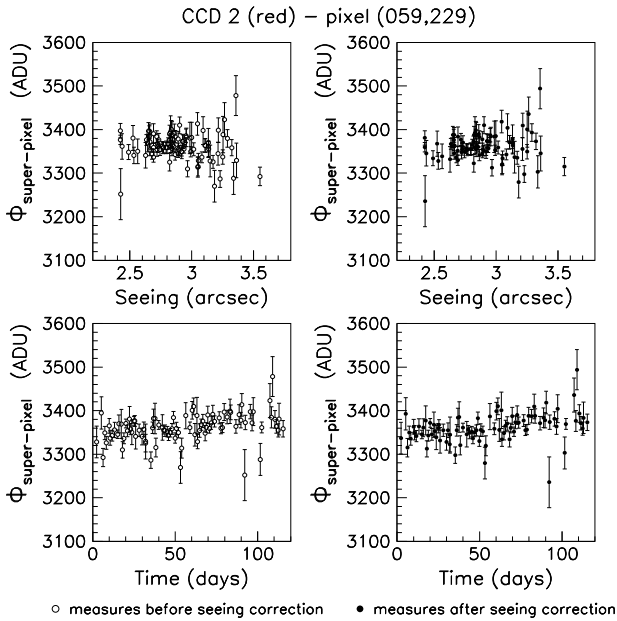 CCD 2 (red) – pixel (059,229)
Φsuper-pixel (ADU)
3600
3500
3400
3300
3200
3100
2.5 3 3.5
Seeing (arcsec)
Φsuper-pixel (ADU)
3600
3500
3400
3300
3200
3100
2.5 3 3.5
Seeing (arcsec)
Φsuper-pixel (ADU)
3600
3500
3400
3300
3200
3100
0 50 100
Time (days)
Φsuper-pixel (ADU)
3600
3500
3400
3300
3200
3100
0 50 100
Time (days)
measures before seeing correction
measures after seeing correction